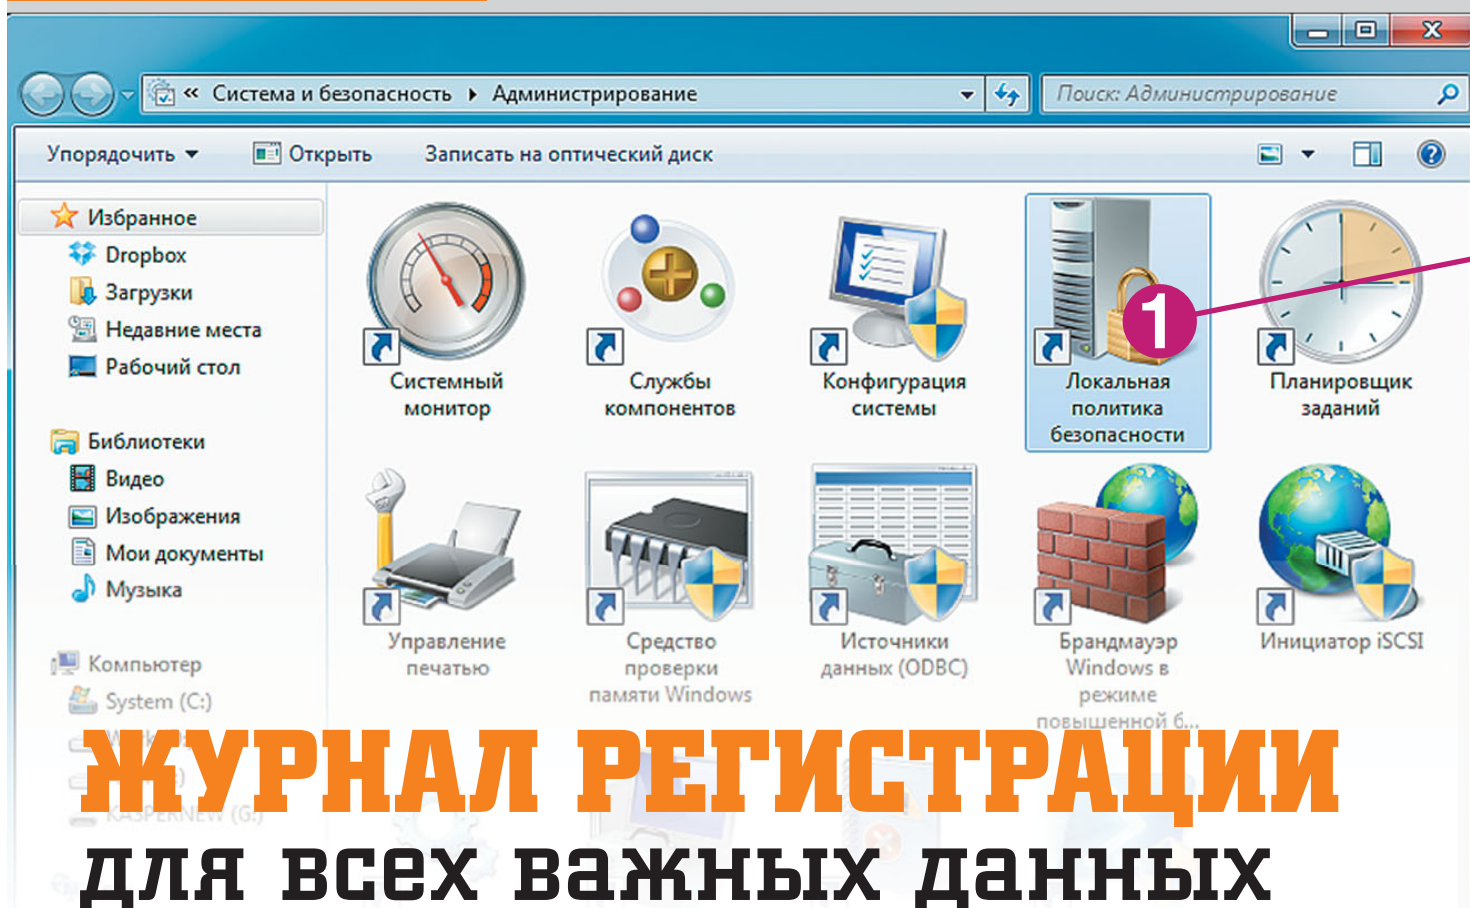 « Система и безопасность ▸ Администрирование
Поиск: Администрирование
Упорядочить
Открыть
Записать на оптический диск
Избранное
Dropbox
Загрузки
Недавние места
Рабочий стол
Библиотеки
Видео
Изображения
Мои документы
Музыка
Компьютер
System (C:)
KASPERNEW (G:)
Системный
монитор
Службы
компонентов
Конфигурация
системы
1
Локальная
политика
безопасности
Планировщик
заданий
Управление
печатью
Средство
проверки
памяти Windows
Источники
данных (ODBC)
Брандмауэр
Windows в
режиме
повышенной б...
Инициатор iSCSI
ЖУРНАЛ РЕГИСТРАЦИИ
для всех важных данных